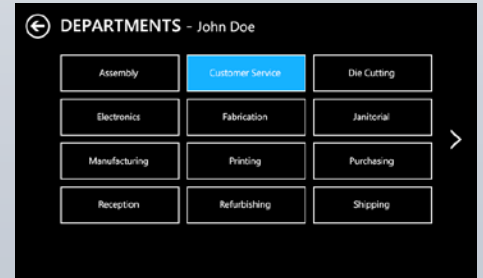 DEPARTMENTS - John Doe
Assembly Customer Service Die Cutting
Electronics Fabrication Janitorial
Manufacturing Printing Purchasing
Reception Refurbishing Shipping